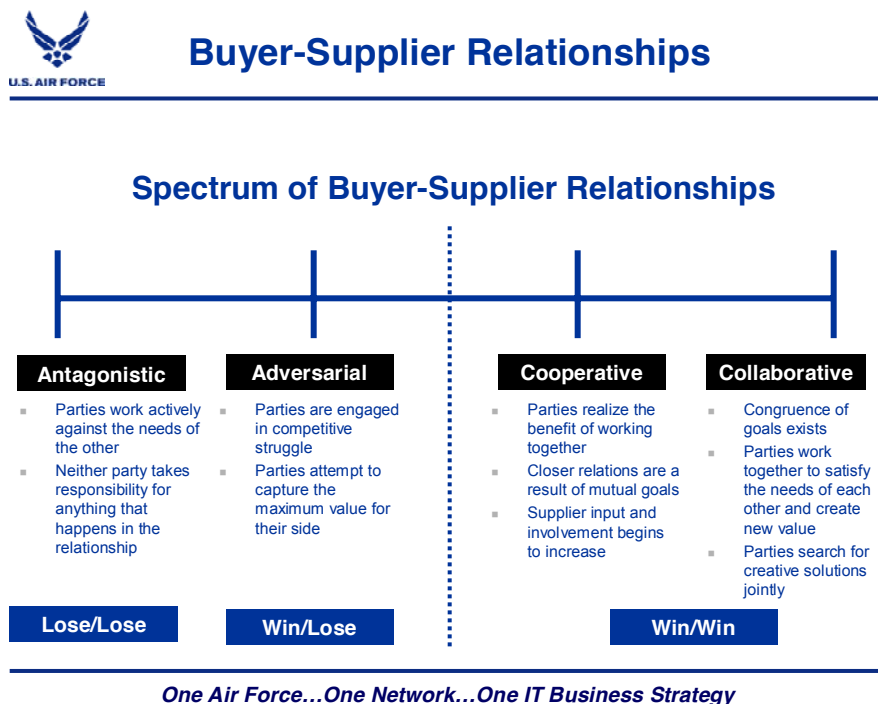 U.S. AIR FORCE
Buyer-Supplier Relationships
Spectrum of Buyer-Supplier Relationships
Antagonistic
Parties work actively
against the needs of
the other
Neither party takes
responsibility for
anything that
happens in the
relationship
Lose/Lose
Adversarial
Parties are engaged
in competitive
struggle
Parties attempt to
capture the
maximum value for
their side
Win/Lose
Cooperative
Parties realize the
benefit of working
together
Closer relations are a
result of mutual goals
Supplier input and
involvement begins
to increase
Collaborative
Congruence of
goals exists
Parties work
together to satisfy
the needs of each
other and create
new value
Parties search for
creative solutions
jointly
Win/Win
One Air Force...One Network...One IT Business Strategy